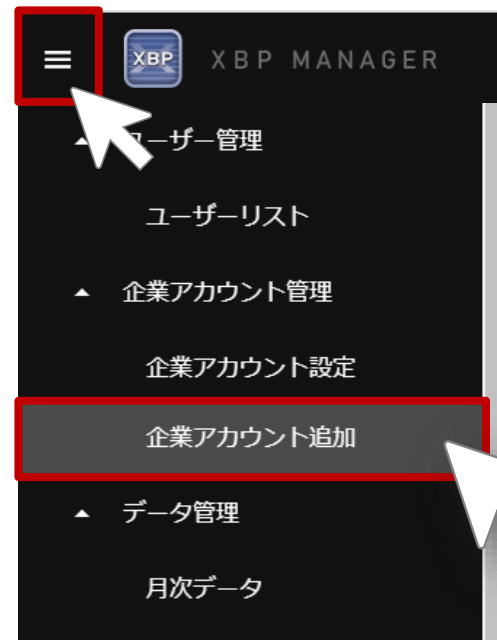 XBP XBP MANAGER
ーザー管理
ユーザーリスト
企業アカウント管理
企業アカウント設定
企業アカウント追加
データ管理
月次データ